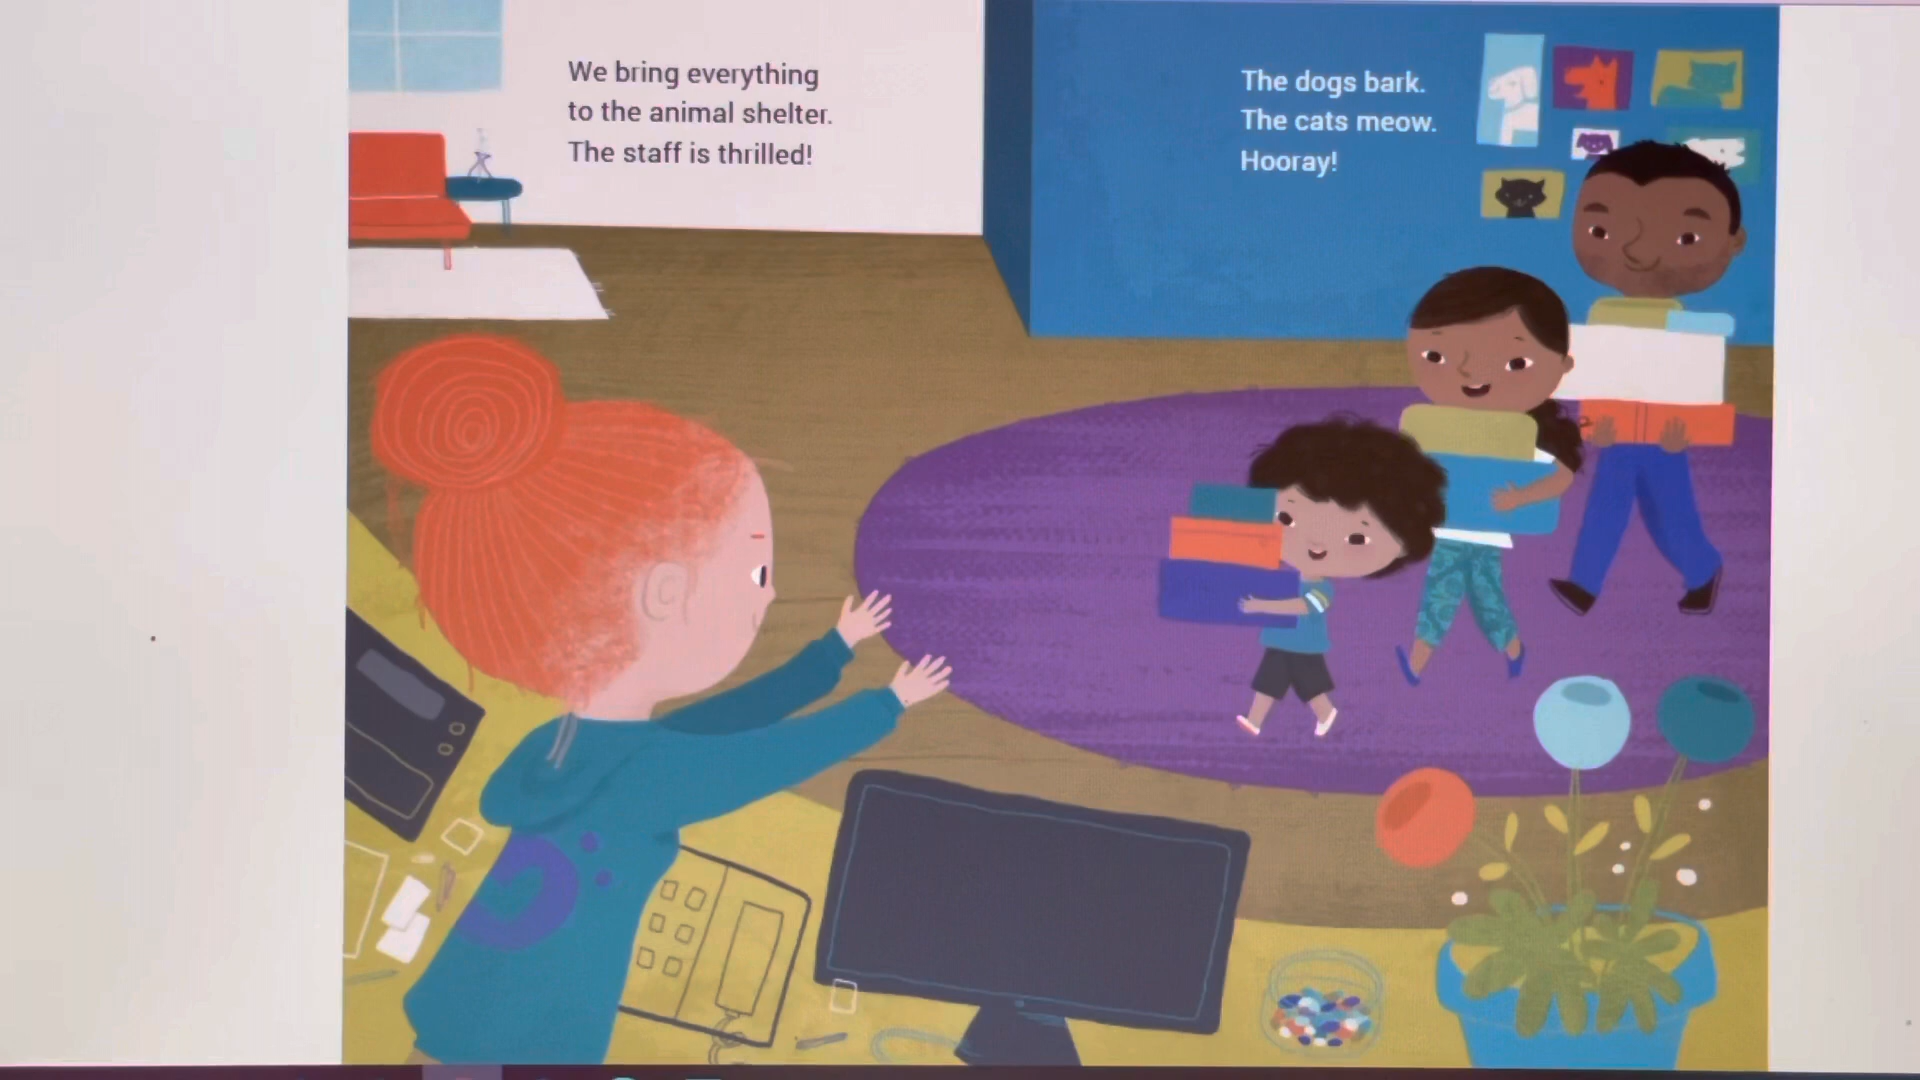 We bring everything
to the animal shelter.
The staff is thrilled!
The dogs bark.
The cats meow.
Hooray!